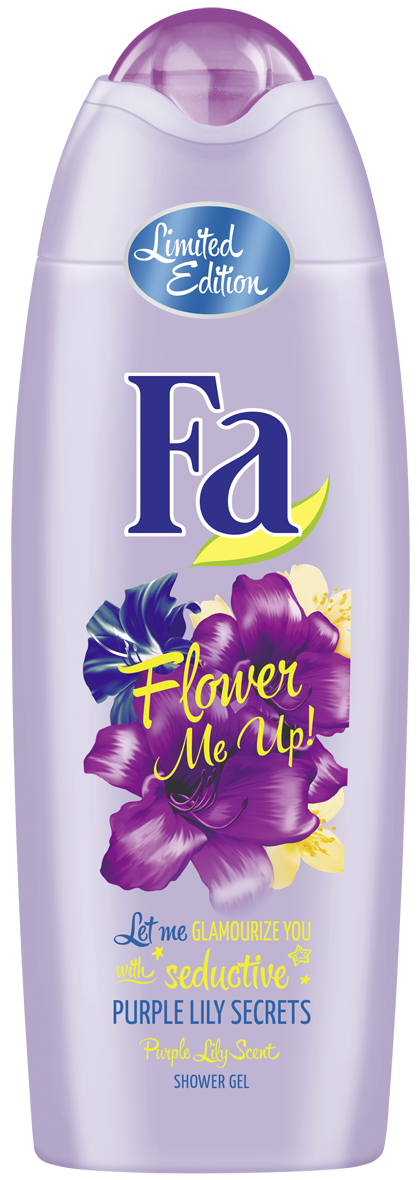 Limited
Edition
Fa
Flower
Me Up!
Let me GLAMOURIZE YOU
with seductive
PURPLE LILY SECRETS
Purple Lily Scent
SHOWER GEL